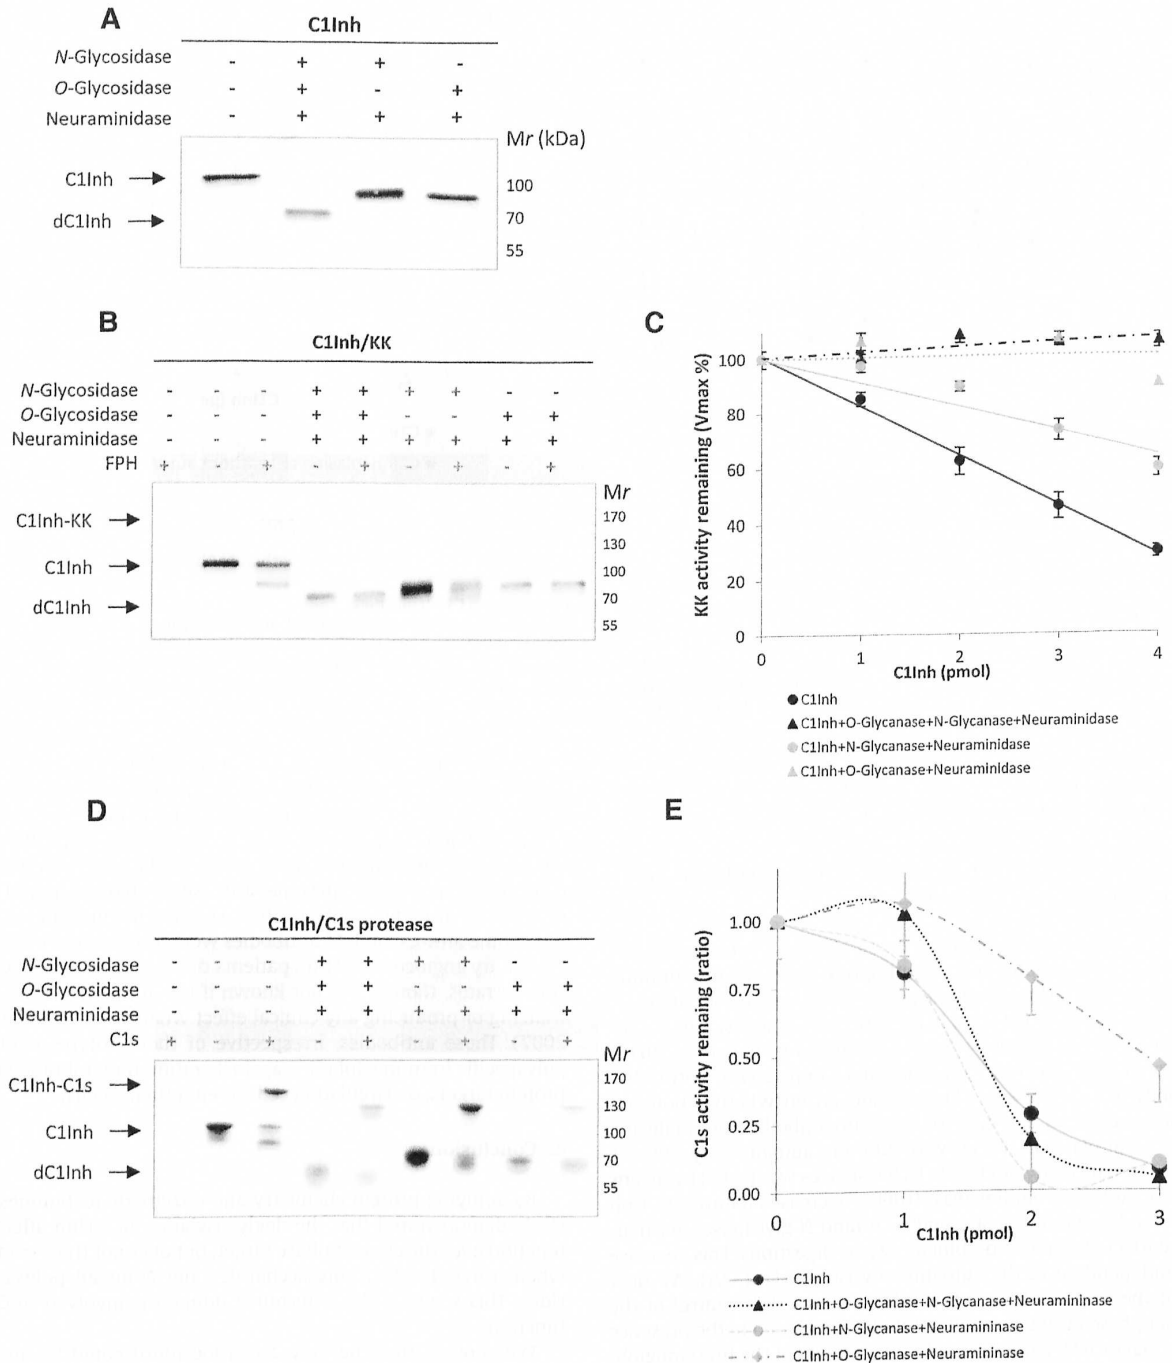 A
C1Inh
N-Glycosidase - + + -
O-Glycosidase - + - +
Neuraminidase - + + +
Mr (kDa)
C1Inh
100
dC1Inh
70
55
B
C1Inh/KK
N-Glycosidase - - - + + + + - -
O-Glycosidase - - - + + - - + +
Neuraminidase - - - + + + + + +
FPH + - + - + - + - +
Mr
C1Inh-KK
170
130
C1Inh
100
dC1Inh
70
55
C
KK activity remaining (Vmax %)
100
80
60
40
20
0
0 1 2 3 4
C1Inh (pmol)
C1Inh
C1Inh+O-Glycanase+N-Glycanase+Neuraminidase
C1Inh+N-Glycanase+Neuraminidase
C1Inh+O-Glycanase+Neuraminidase
D
C1Inh/C1s protease
N-Glycosidase - - - + + + + - -
O-Glycosidase - - - + + - - + +
Neuraminidase - - - + + + + + +
C1s + - + - + - + - +
Mr
C1Inh-C1s
170
130
C1Inh
100
dC1Inh
70
55
E
C1s activity remaing (ratio)
1.00
0.75
0.50
0.25
0.00
0 1 2 3
C1Inh (pmol)
C1Inh
C1Inh+O-Glycanase+N-Glycanase+Neuramininase
C1Inh+N-Glycanase+Neuramininase
C1Inh+O-Glycanase+Neuramininase